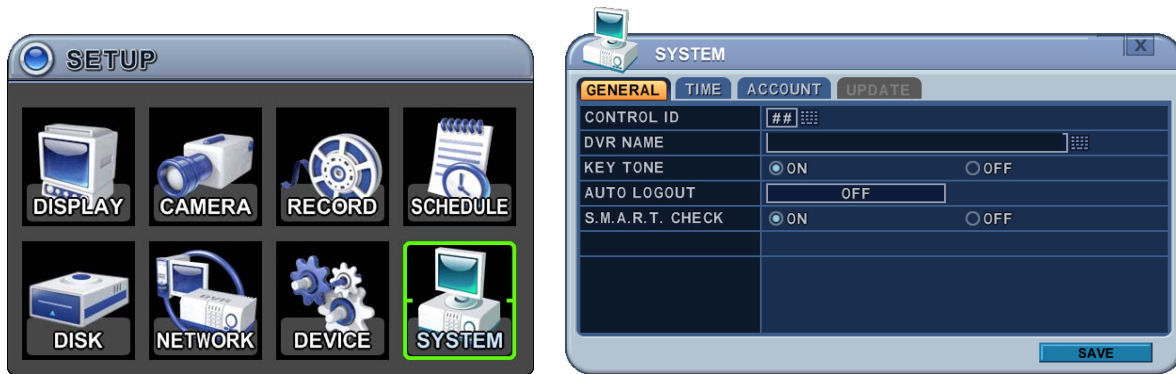 SETUP
DISPLAY CAMERA RECORD SCHEDULE
DISK NETWORK DEVICE SYSTEM
DVR
SYSTEM X
GENERAL TIME ACCOUNT UPDATE
CONTROL ID ##
DVR NAME
KEY TONE ON OFF
AUTO LOGOUT OFF
S.M.A.R.T. CHECK ON OFF
SAVE